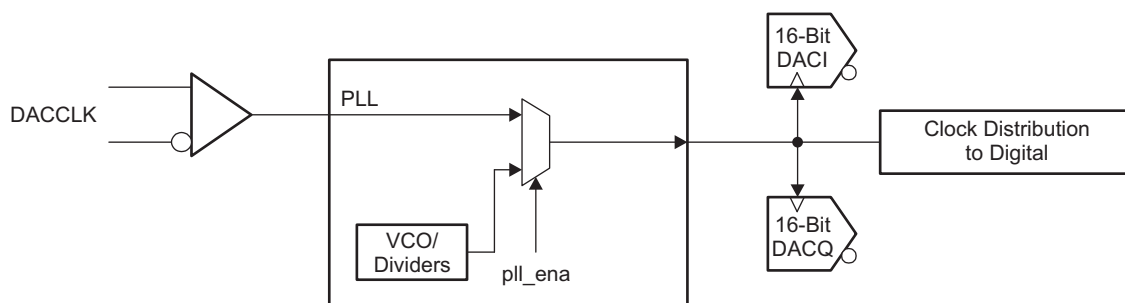 16-Bit
DACI
PLL
DACCLK
Clock Distribution
to Digital
VCO/
Dividers
pll_ena
16-Bit
DACQ